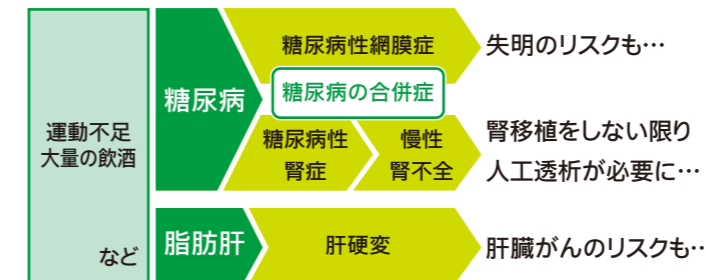 運動不足
大量の飲酒
など
糖尿病
糖尿病性網膜症
失明のリスクも…
糖尿病の合併症
糖尿病性
腎症
慢性
腎不全
腎移植をしない限り
人工透析が必要に…
脂肪肝
肝硬変
肝臓がんのリスクも‥